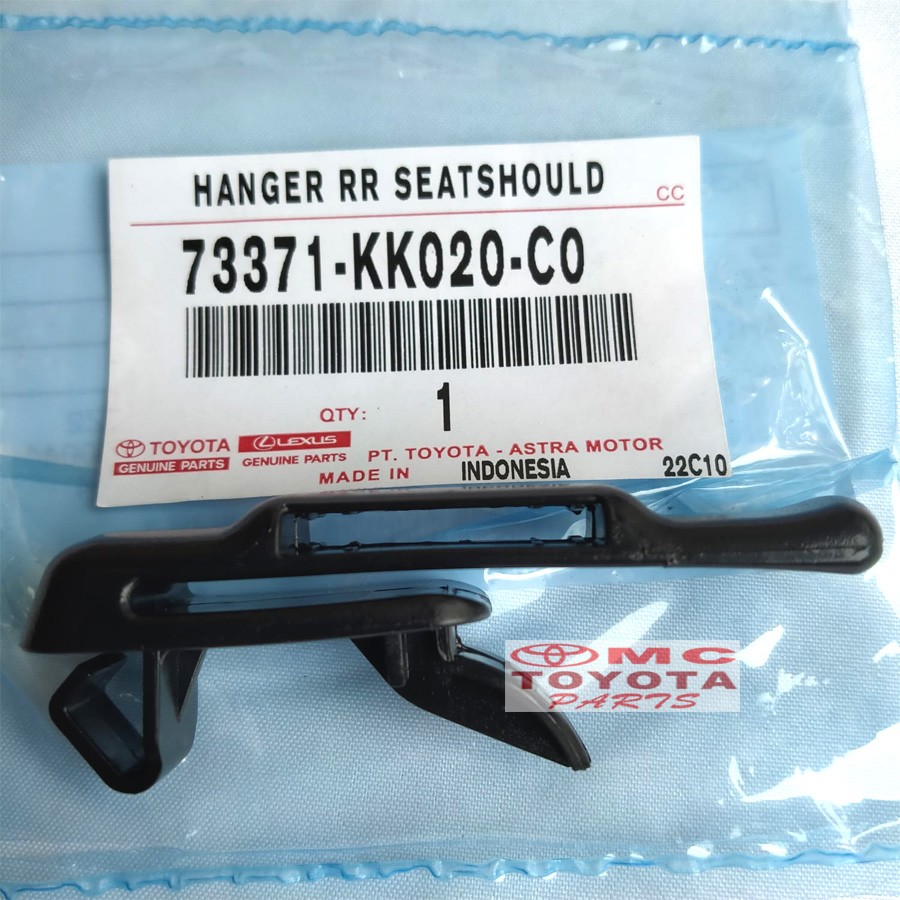 HANGER RR SEATSHOULD
CC
73371-KK020-C0
QTY: 1
TOYOTA
GENUINE PARTS
LEXUS
GENUINE PARTS
PT. TOYOTA - ASTRA MOTOR
MADE IN INDONESIA 22C10
MC
TOYOTA
PARTS